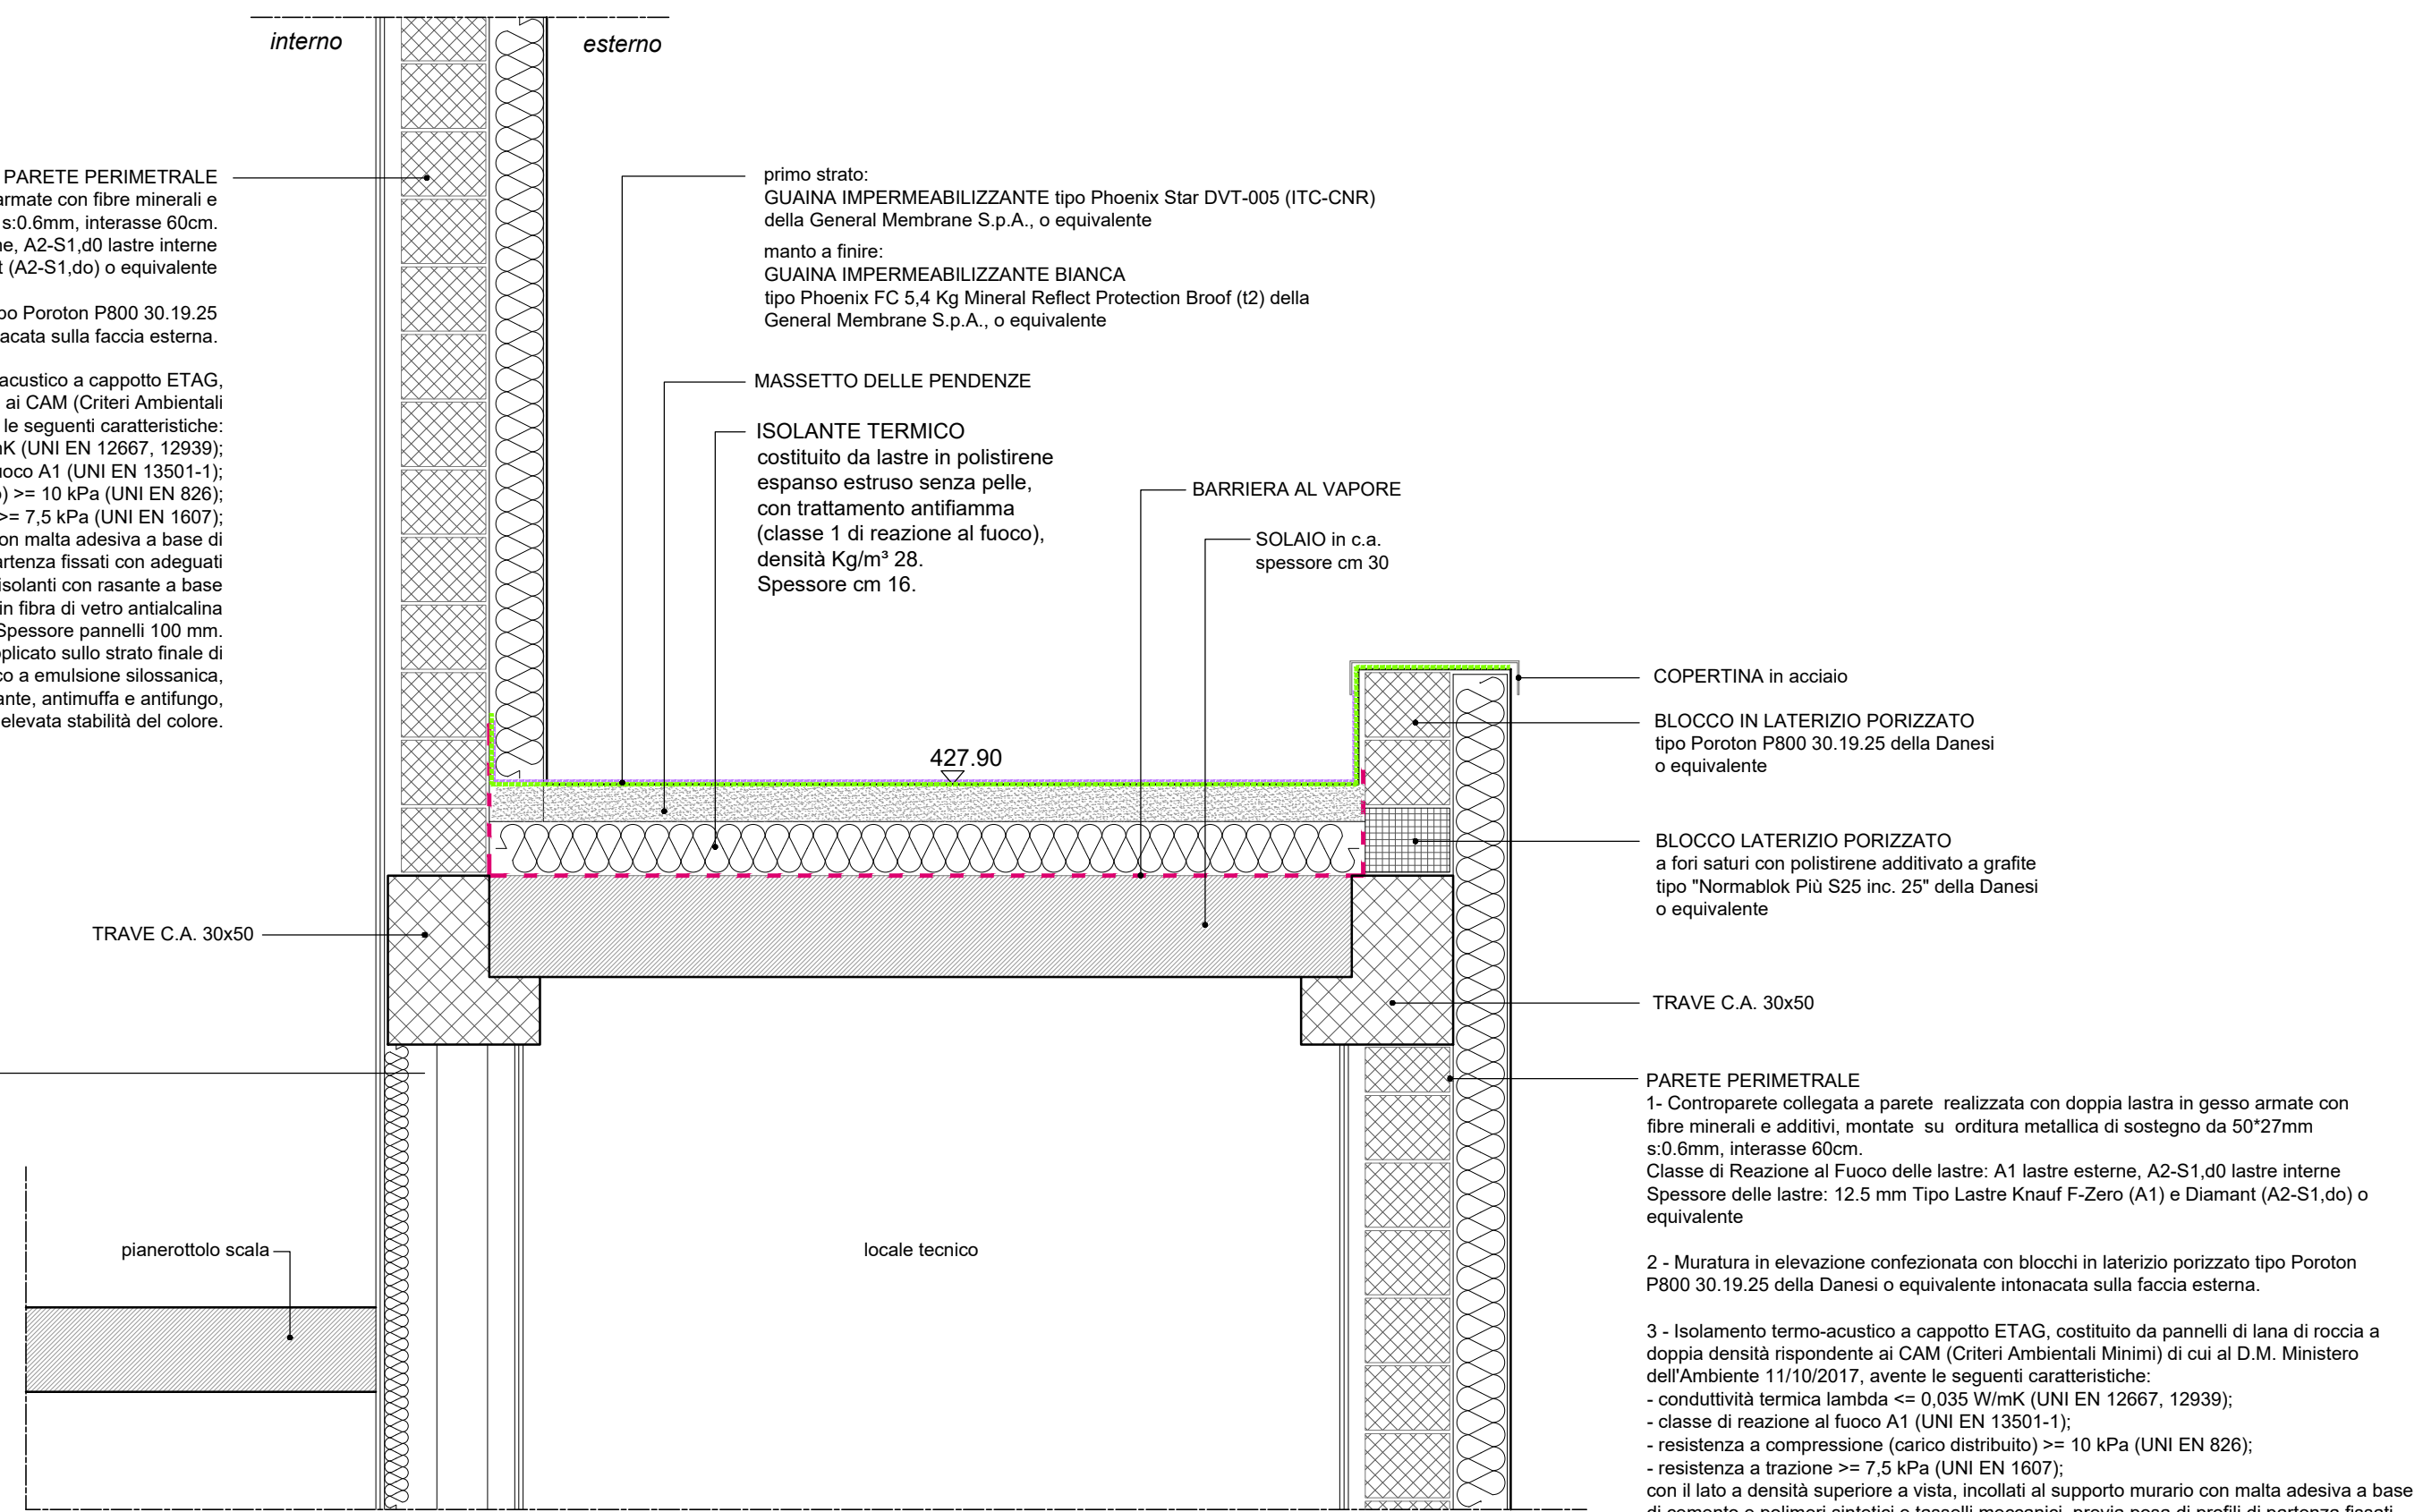 interno
esterno
PARETE PERIMETRALE
armate con fibre minerali e
s:0.6mm, interasse 60cm.
ne, A2-S1,d0 lastre interne
t (A2-S1,do) o equivalente
po Poroton P800 30.19.25
acata sulla faccia esterna.
acustico a cappotto ETAG,
ai CAM (Criteri Ambientali
le seguenti caratteristiche:
nK (UNI EN 12667, 12939);
uoco A1 (UNI EN 13501-1);
o) >= 10 kPa (UNI EN 826);
>= 7,5 kPa (UNI EN 1607);
on malta adesiva a base di
artenza fissati con adeguati
isolanti con rasante a base
in fibra di vetro antialcalina
Spessore pannelli 100 mm.
plicato sullo strato finale di
co a emulsione silossanica,
ante, antimuffa e antifungo,
elevata stabilità del colore.
primo strato:
GUAINA IMPERMEABILIZZANTE tipo Phoenix Star DVT-005 (ITC-CNR)
della General Membrane S.p.A., o equivalente
manto a finire:
GUAINA IMPERMEABILIZZANTE BIANCA
tipo Phoenix FC 5,4 Kg Mineral Reflect Protection Broof (t2) della
General Membrane S.p.A., o equivalente
MASSETTO DELLE PENDENZE
ISOLANTE TERMICO
costituito da lastre in polistirene
espanso estruso senza pelle,
con trattamento antifiamma
(classe 1 di reazione al fuoco),
densità Kg/m³ 28.
Spessore cm 16.
BARRIERA AL VAPORE
SOLAIO in c.a.
spessore cm 30
427.90
COPERTINA in acciaio
BLOCCO IN LATERIZIO PORIZZATO
tipo Poroton P800 30.19.25 della Danesi
o equivalente
BLOCCO LATERIZIO PORIZZATO
a fori saturi con polistirene additivato a grafite
tipo "Normablok Più S25 inc. 25" della Danesi
o equivalente
TRAVE C.A. 30x50
TRAVE C.A. 30x50
pianerottolo scala
locale tecnico
PARETE PERIMETRALE
1- Controparete collegata a parete realizzata con doppia lastra in gesso armate con
fibre minerali e additivi, montate su orditura metallica di sostegno da 50*27mm
s:0.6mm, interasse 60cm.
Classe di Reazione al Fuoco delle lastre: A1 lastre esterne, A2-S1,d0 lastre interne
Spessore delle lastre: 12.5 mm Tipo Lastre Knauf F-Zero (A1) e Diamant (A2-S1,do) o
equivalente
2 - Muratura in elevazione confezionata con blocchi in laterizio porizzato tipo Poroton
P800 30.19.25 della Danesi o equivalente intonacata sulla faccia esterna.
3 - Isolamento termo-acustico a cappotto ETAG, costituito da pannelli di lana di roccia a
doppia densità rispondente ai CAM (Criteri Ambientali Minimi) di cui al D.M. Ministero
dell'Ambiente 11/10/2017, avente le seguenti caratteristiche:
- conduttività termica lambda <= 0,035 W/mK (UNI EN 12667, 12939);
- classe di reazione al fuoco A1 (UNI EN 13501-1);
- resistenza a compressione (carico distribuito) >= 10 kPa (UNI EN 826);
- resistenza a trazione >= 7,5 kPa (UNI EN 1607);
con il lato a densità superiore a vista, incollati al supporto murario con malta adesiva a base
di cemento e polimeri sintetici e tasselli meccanici, previa posa di profili di partenza fissati